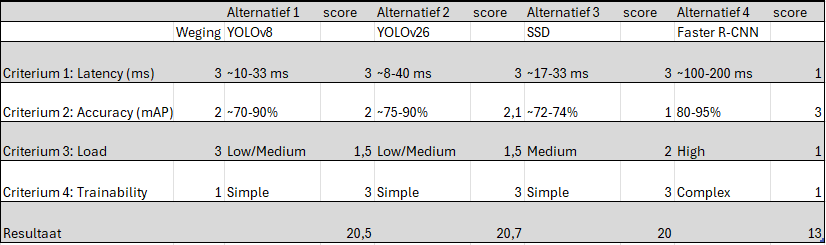 Alternatief 1 score Alternatief 2 score Alternatief 3 score Alternatief 4 score
Weging YOLOv8 YOLOv26 SSD Faster R-CNN
Criterium 1: Latency (ms) 3 ~10-33 ms 3 ~8-40 ms 3 ~17-33 ms 3 ~100-200 ms 1
Criterium 2: Accuracy (mAP) 2 ~70-90% 2 ~75-90% 2,1 ~72-74% 1 80-95% 3
Criterium 3: Load 3 Low/Medium 1,5 Low/Medium 1,5 Medium 2 High 1
Criterium 4: Trainability 1 Simple 3 Simple 3 Simple 3 Complex 1
Resultaat 20,5 20,7 20 13